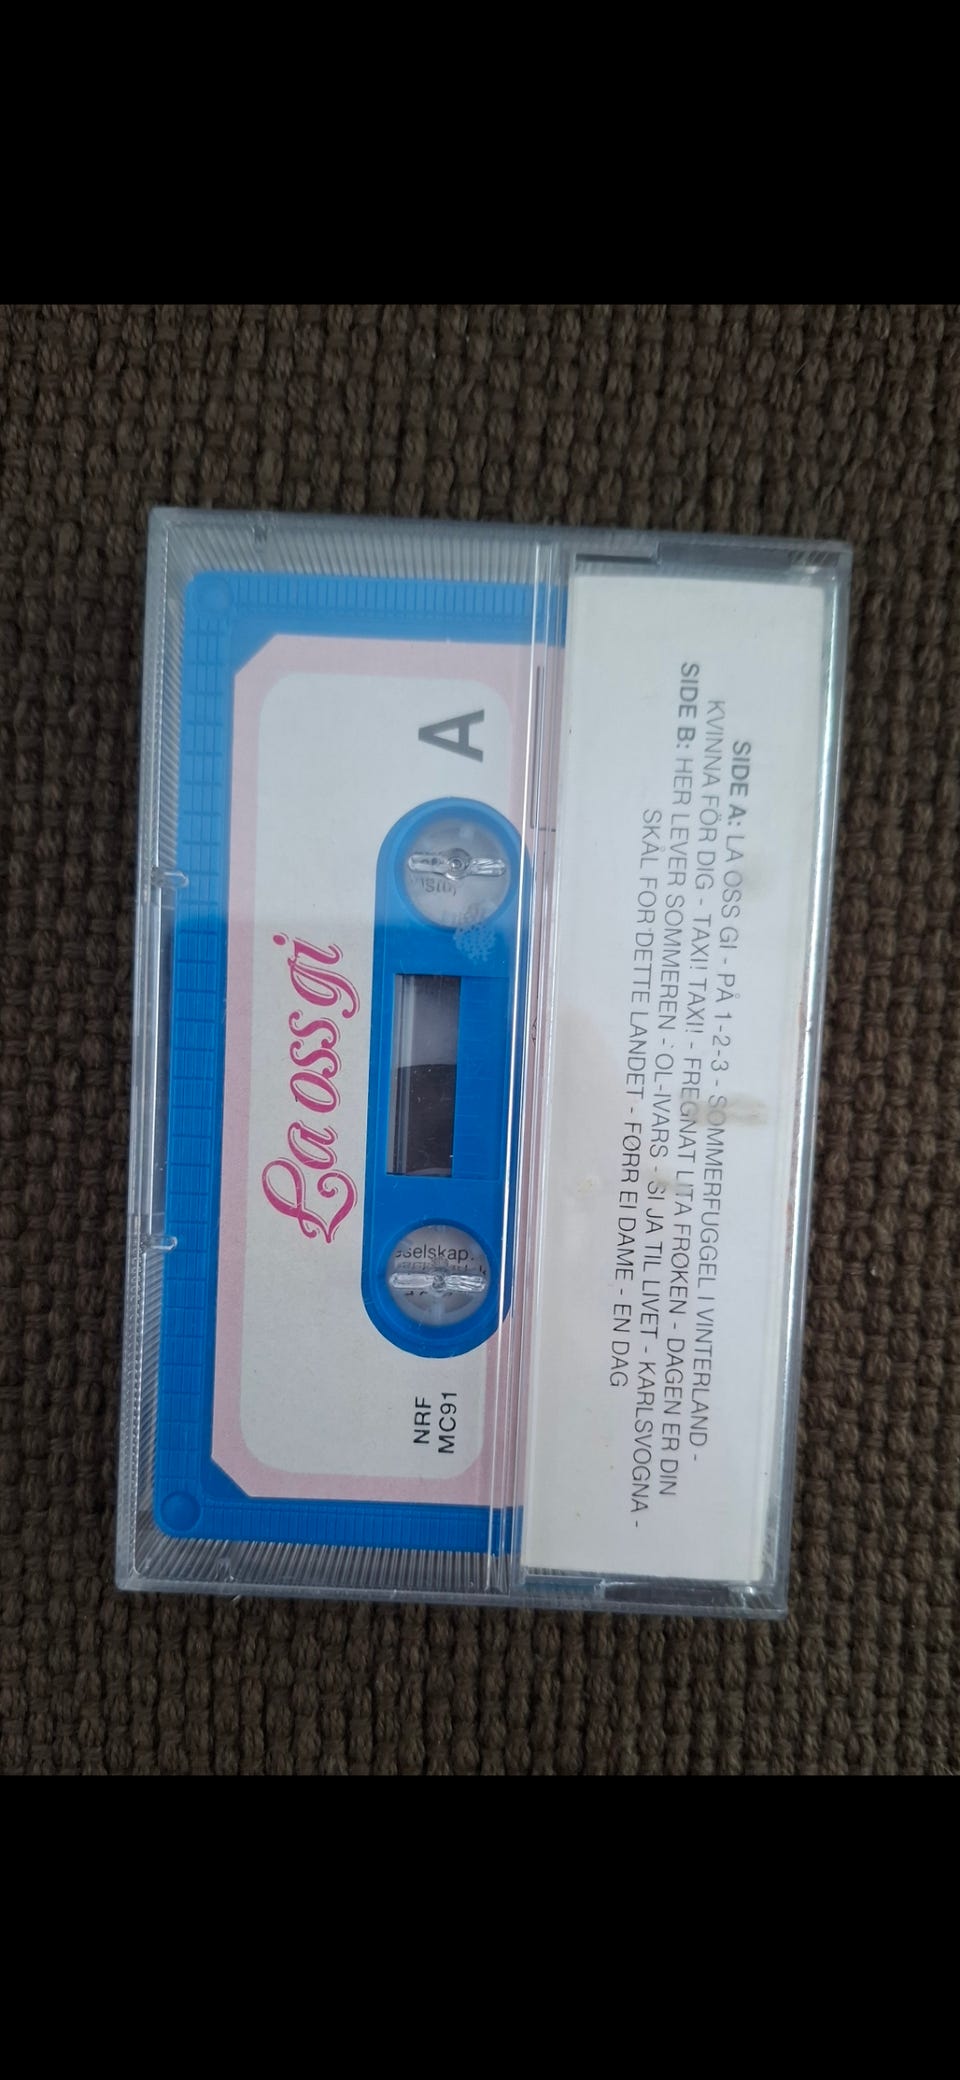 SIDE A: LA OSS GI - PÅ 1-2-3 - SOMMERFUGGEL I VINTERLAND -
KVINNA FÖR DIG - TAXI! TAXI! - FREGNAT LITA FRØKEN - DAGEN ER DIN
SIDE B: HER LEVER SOMMEREN - OL-IVARS - SI JA TIL LIVET - KARLSVOGNA -
SKÅL FOR DETTE LANDET - FØRR EI DAME - EN DAG
A
eselskap.
NRF
MC91
La oss gi